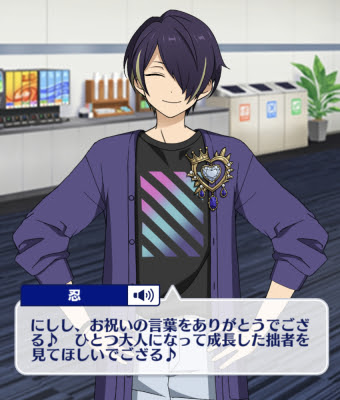 忍
にしし、お祝いの言葉をありがとうでござ
る♪　ひとつ大人になって成長した拙者を
見てほしいでござる♪